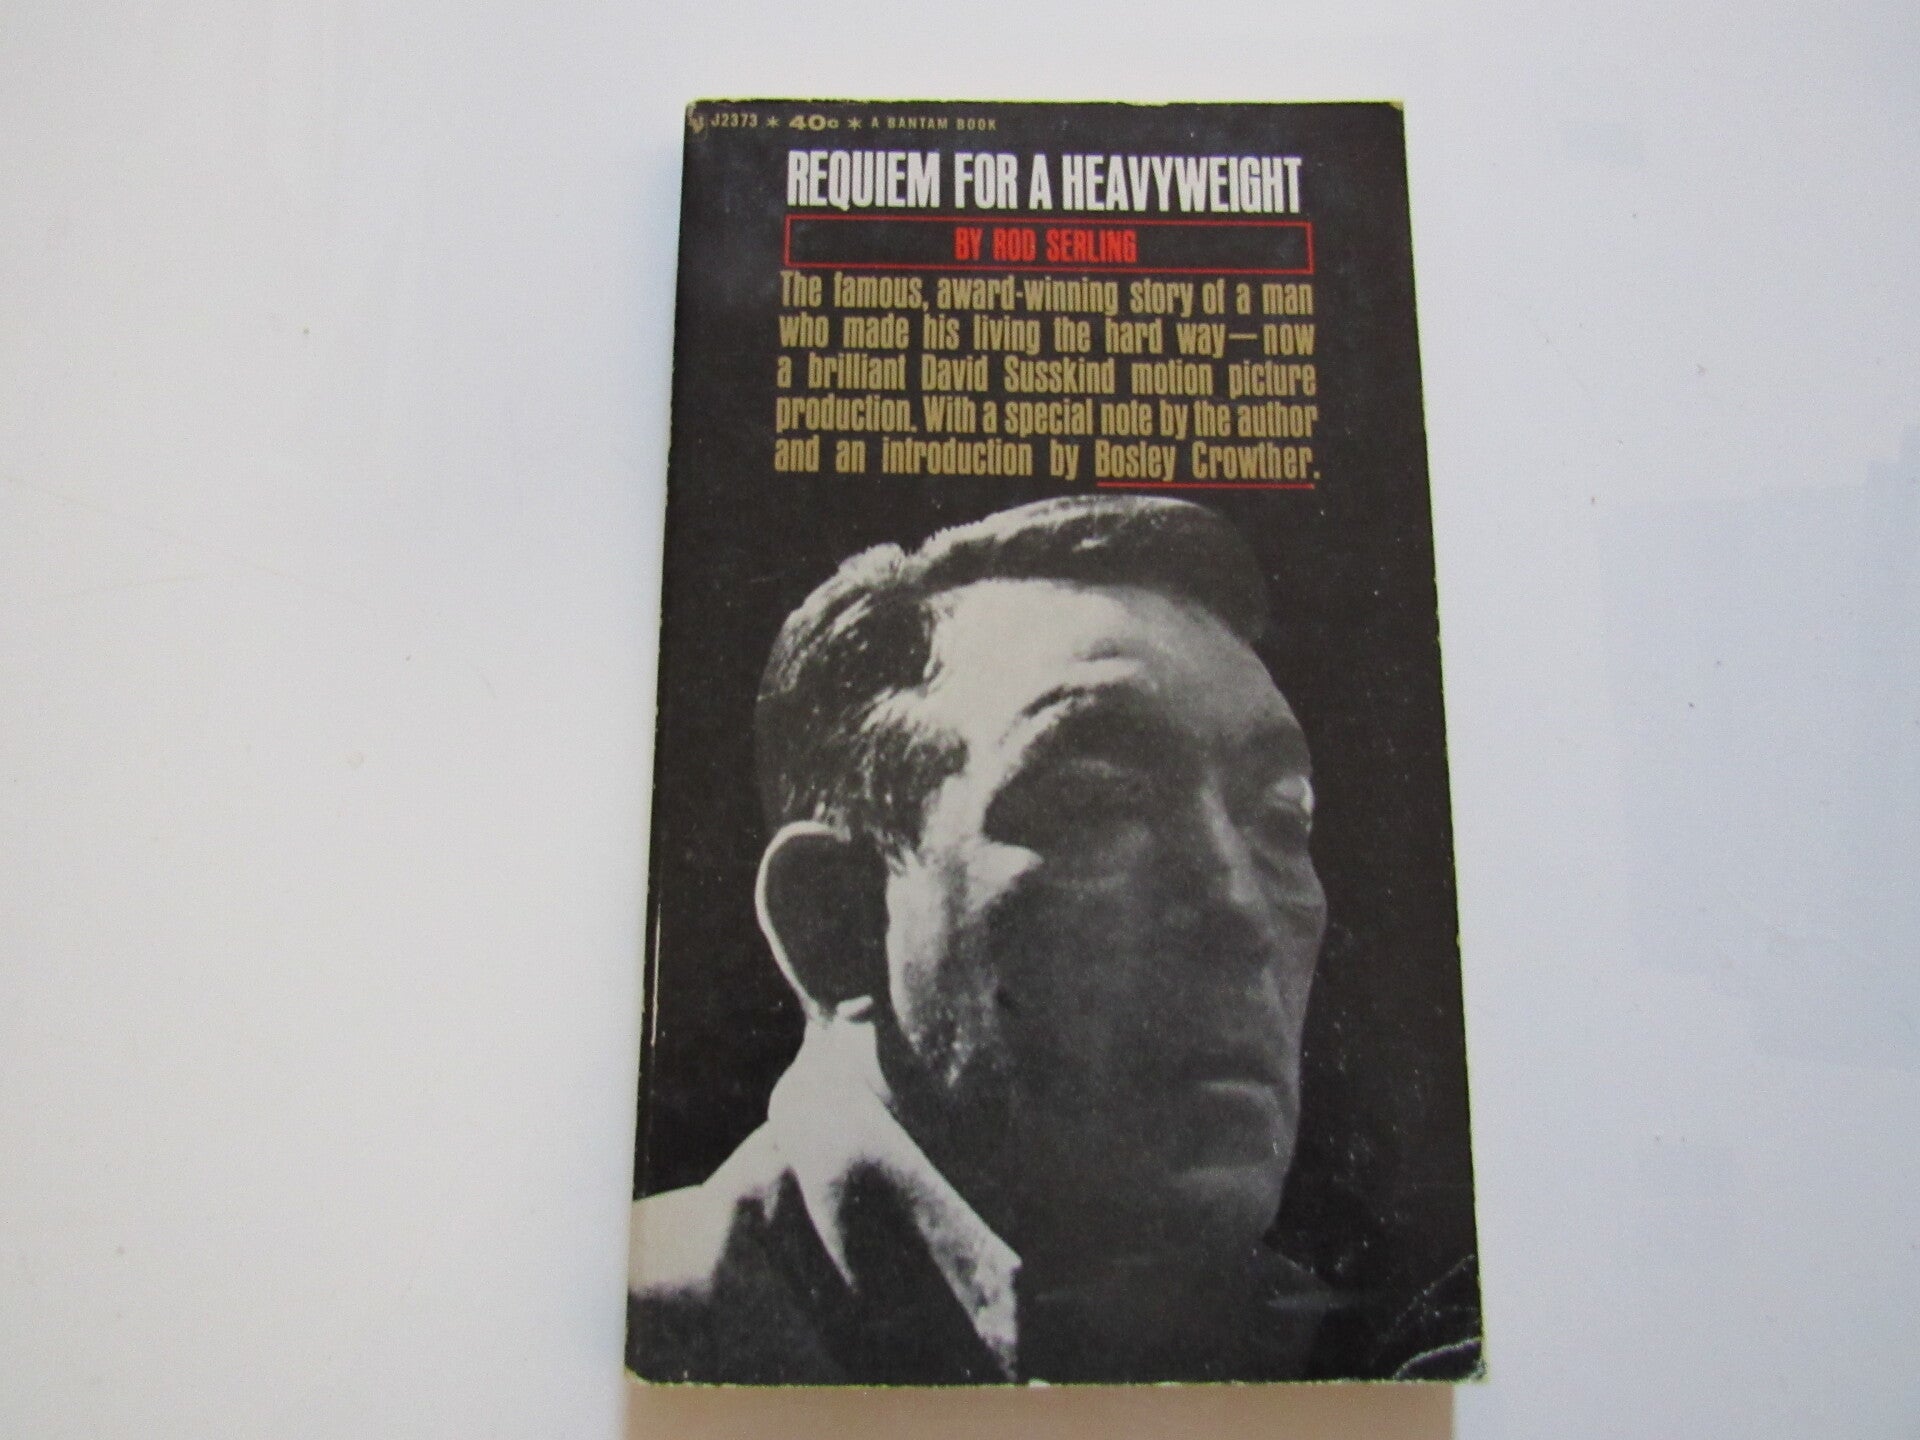 J2373 * 40c * A BANTAM BOOK
REQUIEM FOR A HEAVYWEIGHT
BY ROD SERLING
The famous, award-winning story of a man
who made his living the hard way—now
a brilliant David Susskind motion picture
production. With a special note by the author
and an introduction by Bosley Crowther.